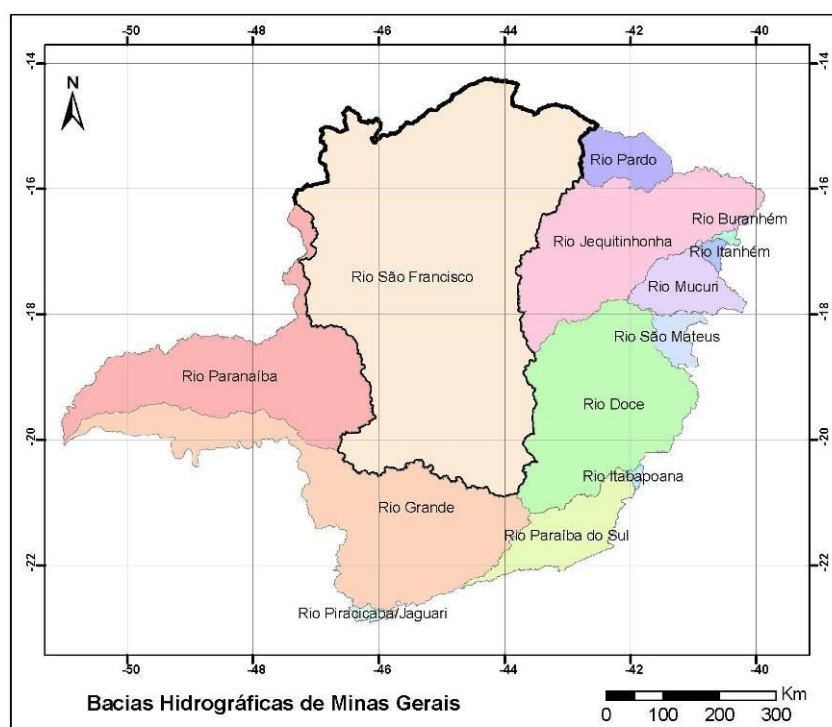 -50 -48 -46 -44 -42 -40
-14 -14
N
Rio Pardo
-16 -16
Rio Buranhém
Rio Jequitinhonha
Rio Itanhém
Rio São Francisco
Rio Mucuri
-18 -18
Rio São Mateus
Rio Paranaíba
Rio Doce
-20 -20
Rio Itabapoana
Rio Grande
Rio Paraíba do Sul
-22 -22
Rio Piracicaba/Jaguari
Bacias Hidrográficas de Minas Gerais
Km
0 50 100 200 300
-50 -48 -46 -44 -42 -40